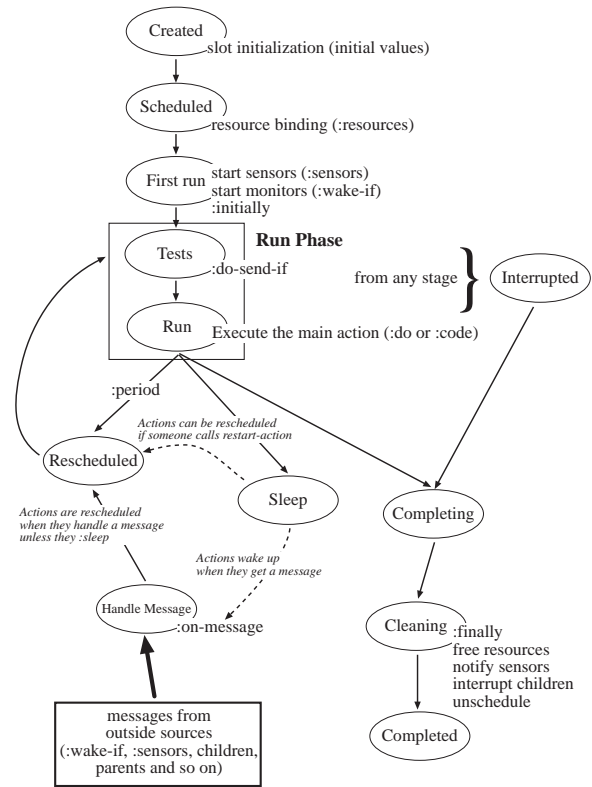 Created
slot initialization (initial values)
Scheduled
resource binding (:resources)
First run
start sensors (:sensors)
start monitors (:wake-if)
:initially
Run Phase
Tests
:do-send-if
from any stage
}
Interrupted
Run
Execute the main action (:do or :code)
:period
Actions can be rescheduled
if someone calls restart-action
Rescheduled
Sleep
Completing
Actions are rescheduled
when they handle a message
unless they :sleep
Actions wake up
when they get a message
Handle Message
:on-message
Cleaning
:finally
free resources
notify sensors
interrupt children
unschedule
messages from
outside sources
(:wake-if, :sensors, children,
parents and so on)
Completed